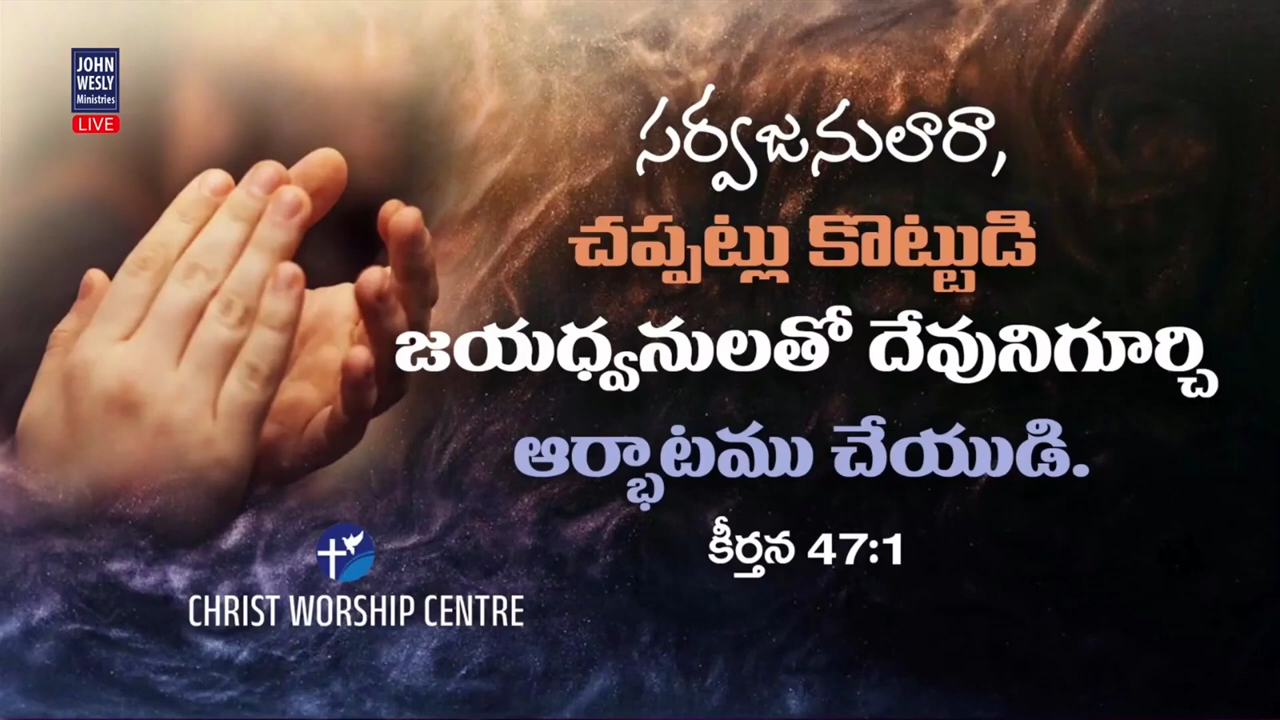 JOHN
WESLY
Ministries
LIVE
సర్వజనులారా,
చప్పట్లు కొట్టుడి
జయధ్వనులతో దేవునిగూర్చి
ఆర్భాటము చేయుడి.
కీర్తన 47:1
CHRIST WORSHIP CENTRE